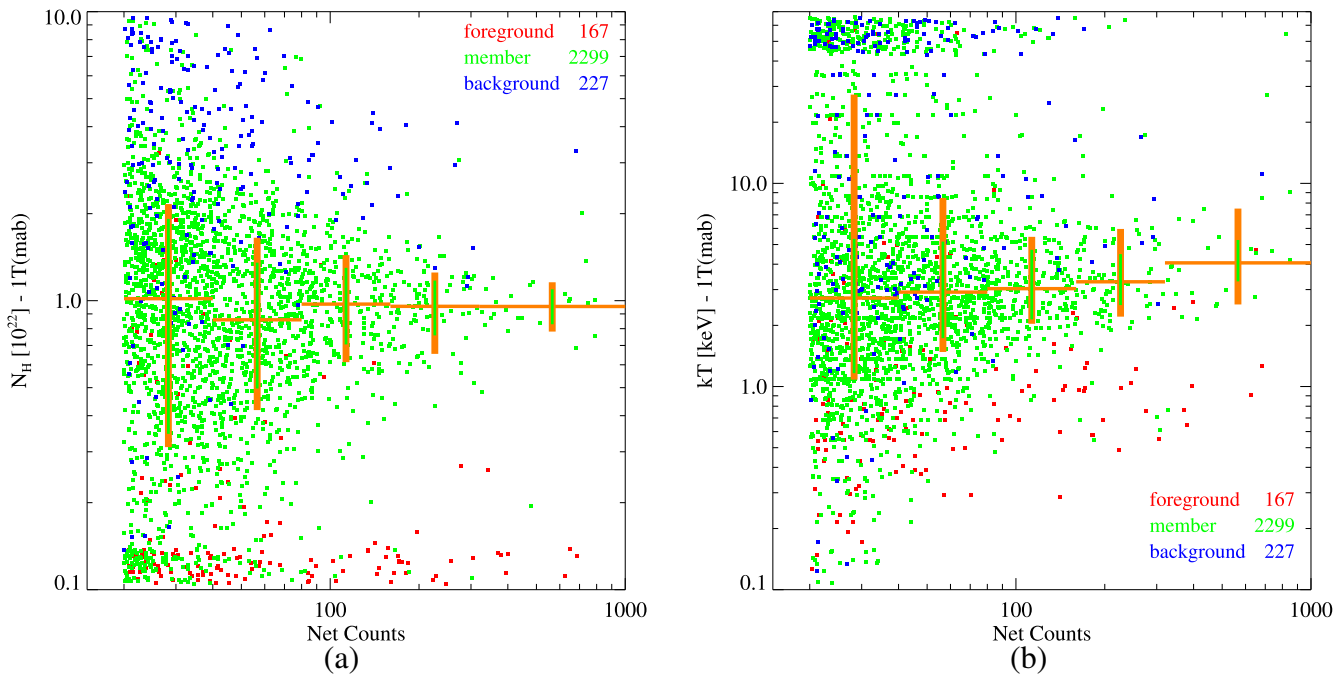 10.0
foreground 167
member 2299
background 227
1.0
N_H [10^22] - 1T(mab)
0.1
100
1000
Net Counts
(a)
10.0
1.0
kT [keV] - 1T(mab)
foreground 167
member 2299
background 227
0.1
100
1000
Net Counts
(b)